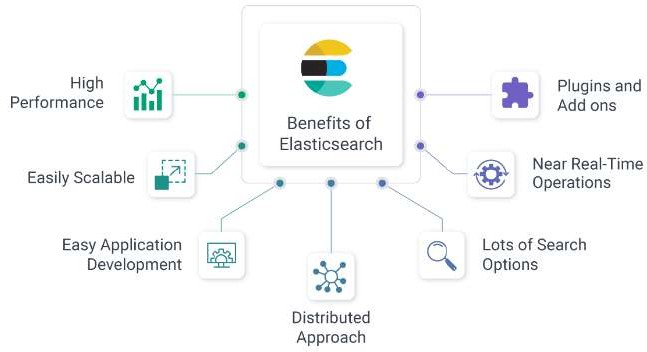 Benefits of
Elasticsearch
High
Performance
Easily Scalable
Easy Application
Development
Distributed
Approach
Lots of Search
Options
Near Real-Time
Operations
Plugins and
Add ons